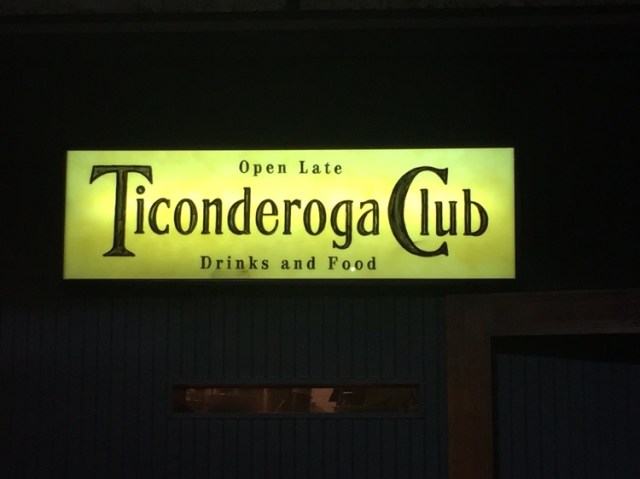 Open Late
Ticonderoga Club
Drinks and Food